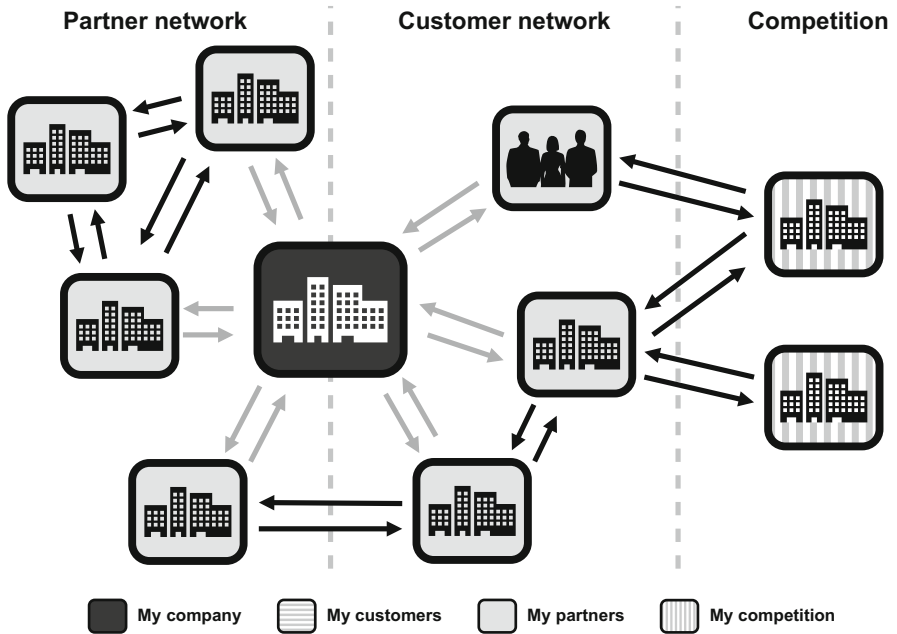 Partner network
Customer network
Competition
My company
My customers
My partners
My competition